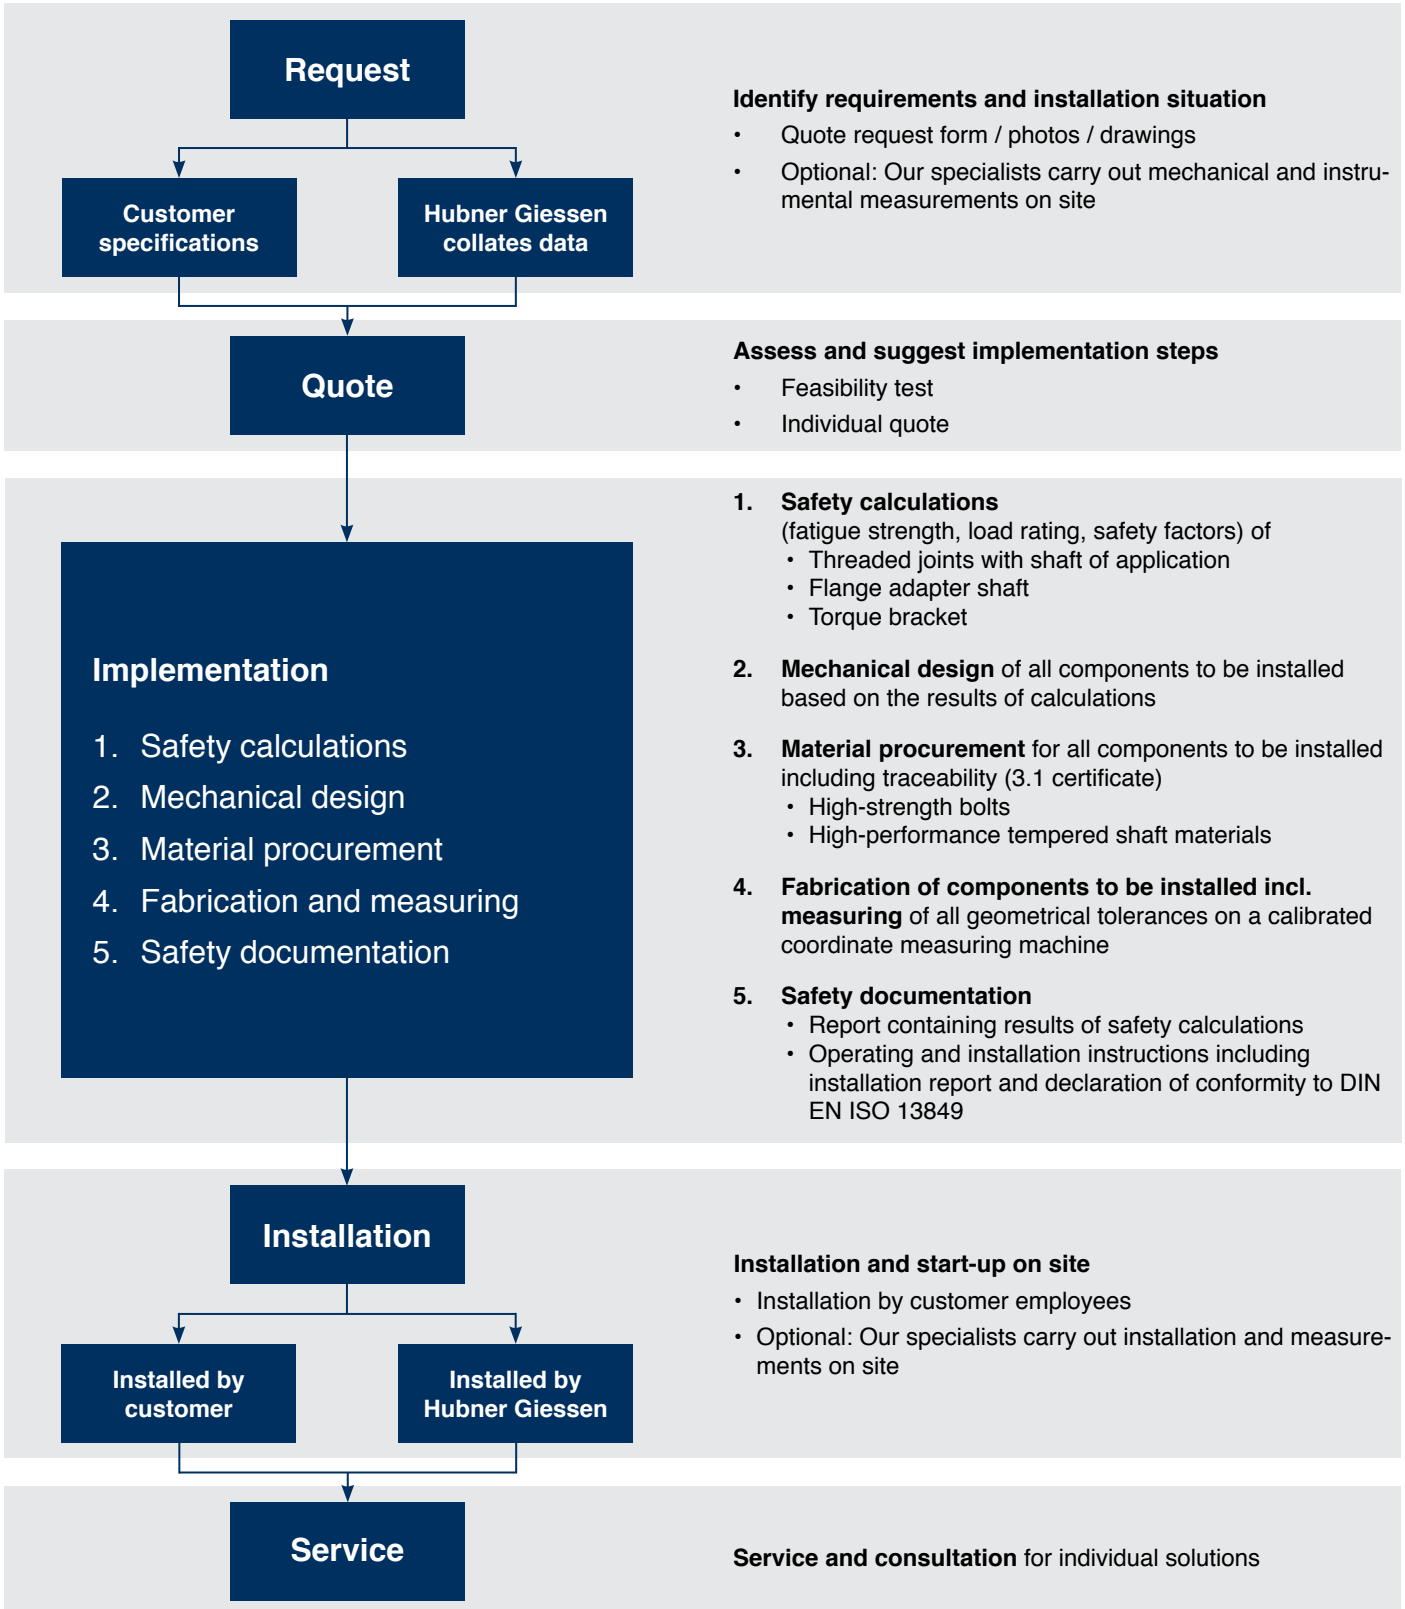 Request
Customer
specifications
Hubner Giessen
collates data
Identify requirements and installation situation
• Quote request form / photos / drawings
• Optional: Our specialists carry out mechanical and instru-
mental measurements on site
Quote
Assess and suggest implementation steps
• Feasibility test
• Individual quote
Implementation
1. Safety calculations
2. Mechanical design
3. Material procurement
4. Fabrication and measuring
5. Safety documentation
1. Safety calculations
(fatigue strength, load rating, safety factors) of
• Threaded joints with shaft of application
• Flange adapter shaft
• Torque bracket
2. Mechanical design of all components to be installed
based on the results of calculations
3. Material procurement for all components to be installed
including traceability (3.1 certificate)
• High-strength bolts
• High-performance tempered shaft materials
4. Fabrication of components to be installed incl.
measuring of all geometrical tolerances on a calibrated
coordinate measuring machine
5. Safety documentation
• Report containing results of safety calculations
• Operating and installation instructions including
installation report and declaration of conformity to DIN
EN ISO 13849
Installation
Installed by
customer
Installed by
Hubner Giessen
Installation and start-up on site
• Installation by customer employees
• Optional: Our specialists carry out installation and measure-
ments on site
Service
Service and consultation for individual solutions